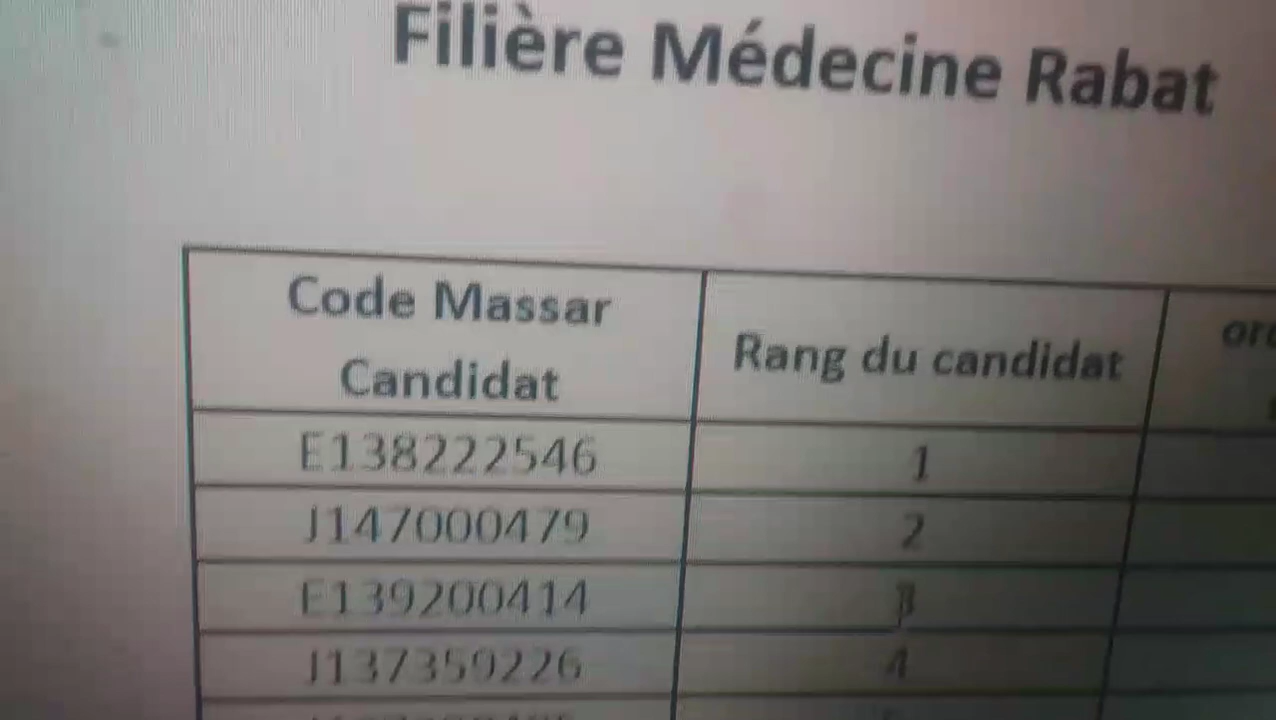 Filière Médecine Rabat
Code Massar
Candidat
Rang du candidat
E138222546
1
J147000479
2
E139200414
3
J137359226
4